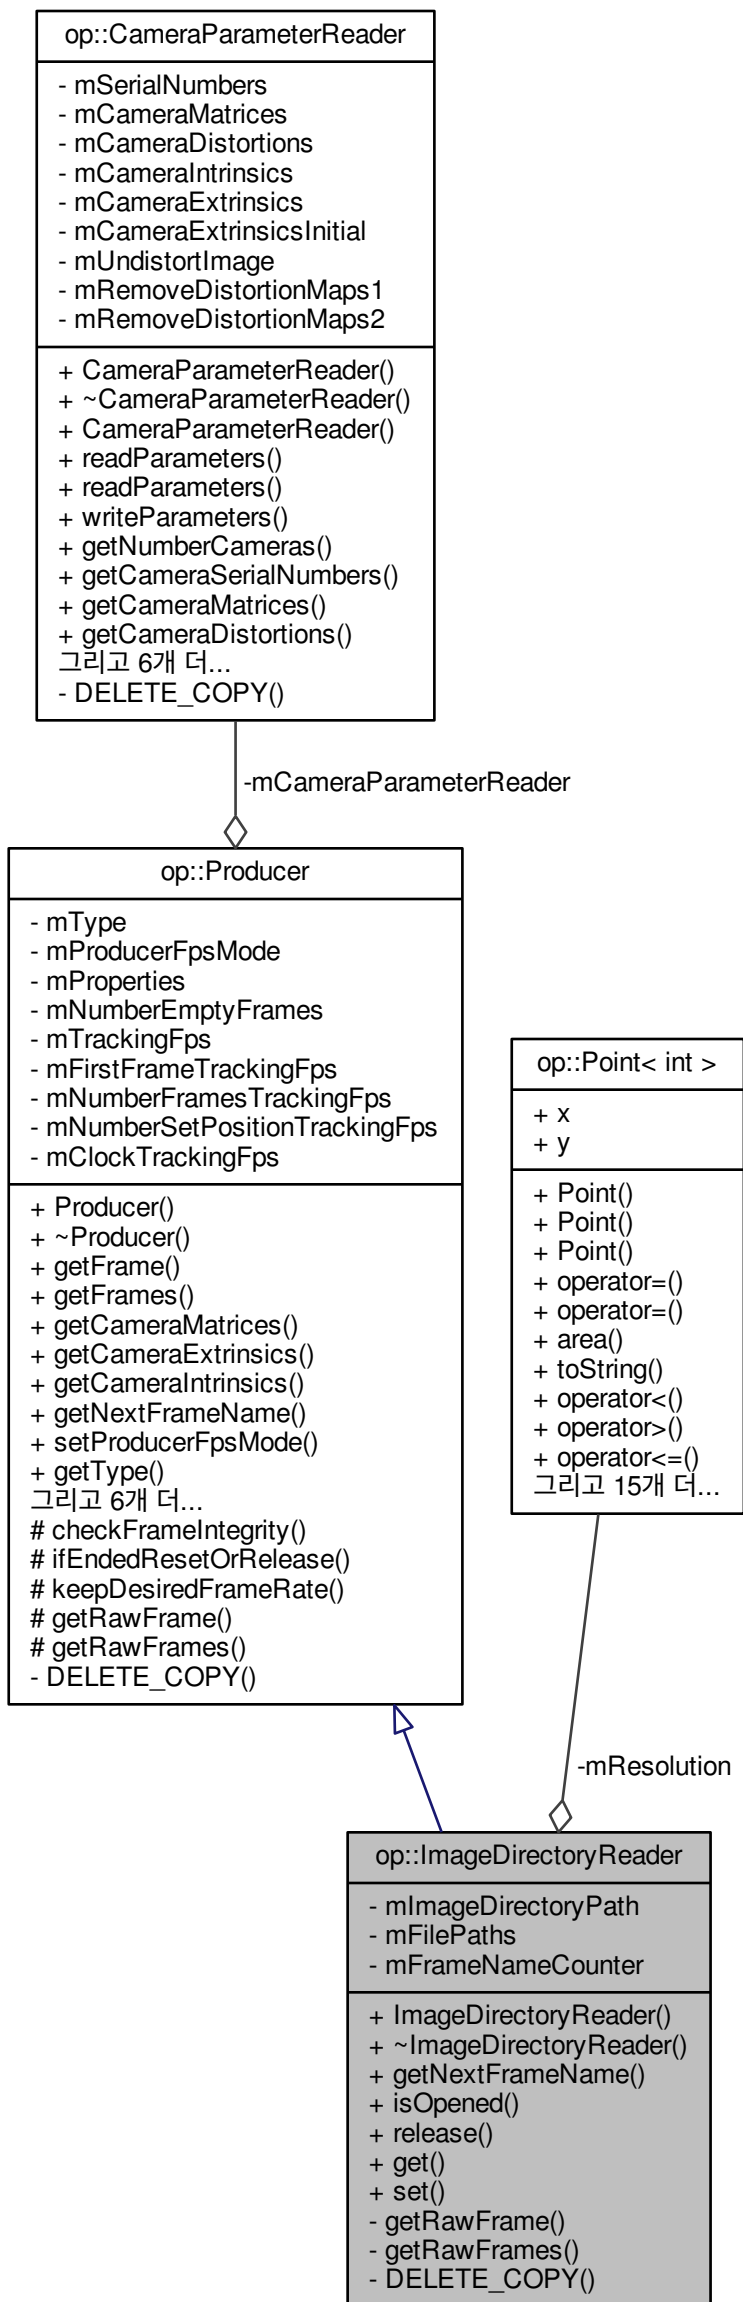 op::CameraParameterReader
- mSerialNumbers
- mCameraMatrices
- mCameraDistortions
- mCameraIntrinsics
- mCameraExtrinsics
- mCameraExtrinsicsInitial
- mUndistortImage
- mRemoveDistortionMaps1
- mRemoveDistortionMaps2
+ CameraParameterReader()
+ ~CameraParameterReader()
+ CameraParameterReader()
+ readParameters()
+ readParameters()
+ writeParameters()
+ getNumberCameras()
+ getCameraSerialNumbers()
+ getCameraMatrices()
+ getCameraDistortions()
그리고 6개 더...
- DELETE_COPY()
-mCameraParameterReader
op::Producer
- mType
- mProducerFpsMode
- mProperties
- mNumberEmptyFrames
- mTrackingFps
- mFirstFrameTrackingFps
- mNumberFramesTrackingFps
- mNumberSetPositionTrackingFps
- mClockTrackingFps
+ Producer()
+ ~Producer()
+ getFrame()
+ getFrames()
+ getCameraMatrices()
+ getCameraExtrinsics()
+ getCameraIntrinsics()
+ getNextFrameName()
+ setProducerFpsMode()
+ getType()
그리고 6개 더...
# checkFrameIntegrity()
# ifEndedResetOrRelease()
# keepDesiredFrameRate()
# getRawFrame()
# getRawFrames()
- DELETE_COPY()
op::Point< int >
+ x
+ y
+ Point()
+ Point()
+ Point()
+ operator=()
+ operator=()
+ area()
+ toString()
+ operator<()
+ operator>()
+ operator<=()
그리고 15개 더...
-mResolution
op::ImageDirectoryReader
- mImageDirectoryPath
- mFilePaths
- mFrameNameCounter
+ ImageDirectoryReader()
+ ~ImageDirectoryReader()
+ getNextFrameName()
+ isOpened()
+ release()
+ get()
+ set()
- getRawFrame()
- getRawFrames()
- DELETE_COPY()